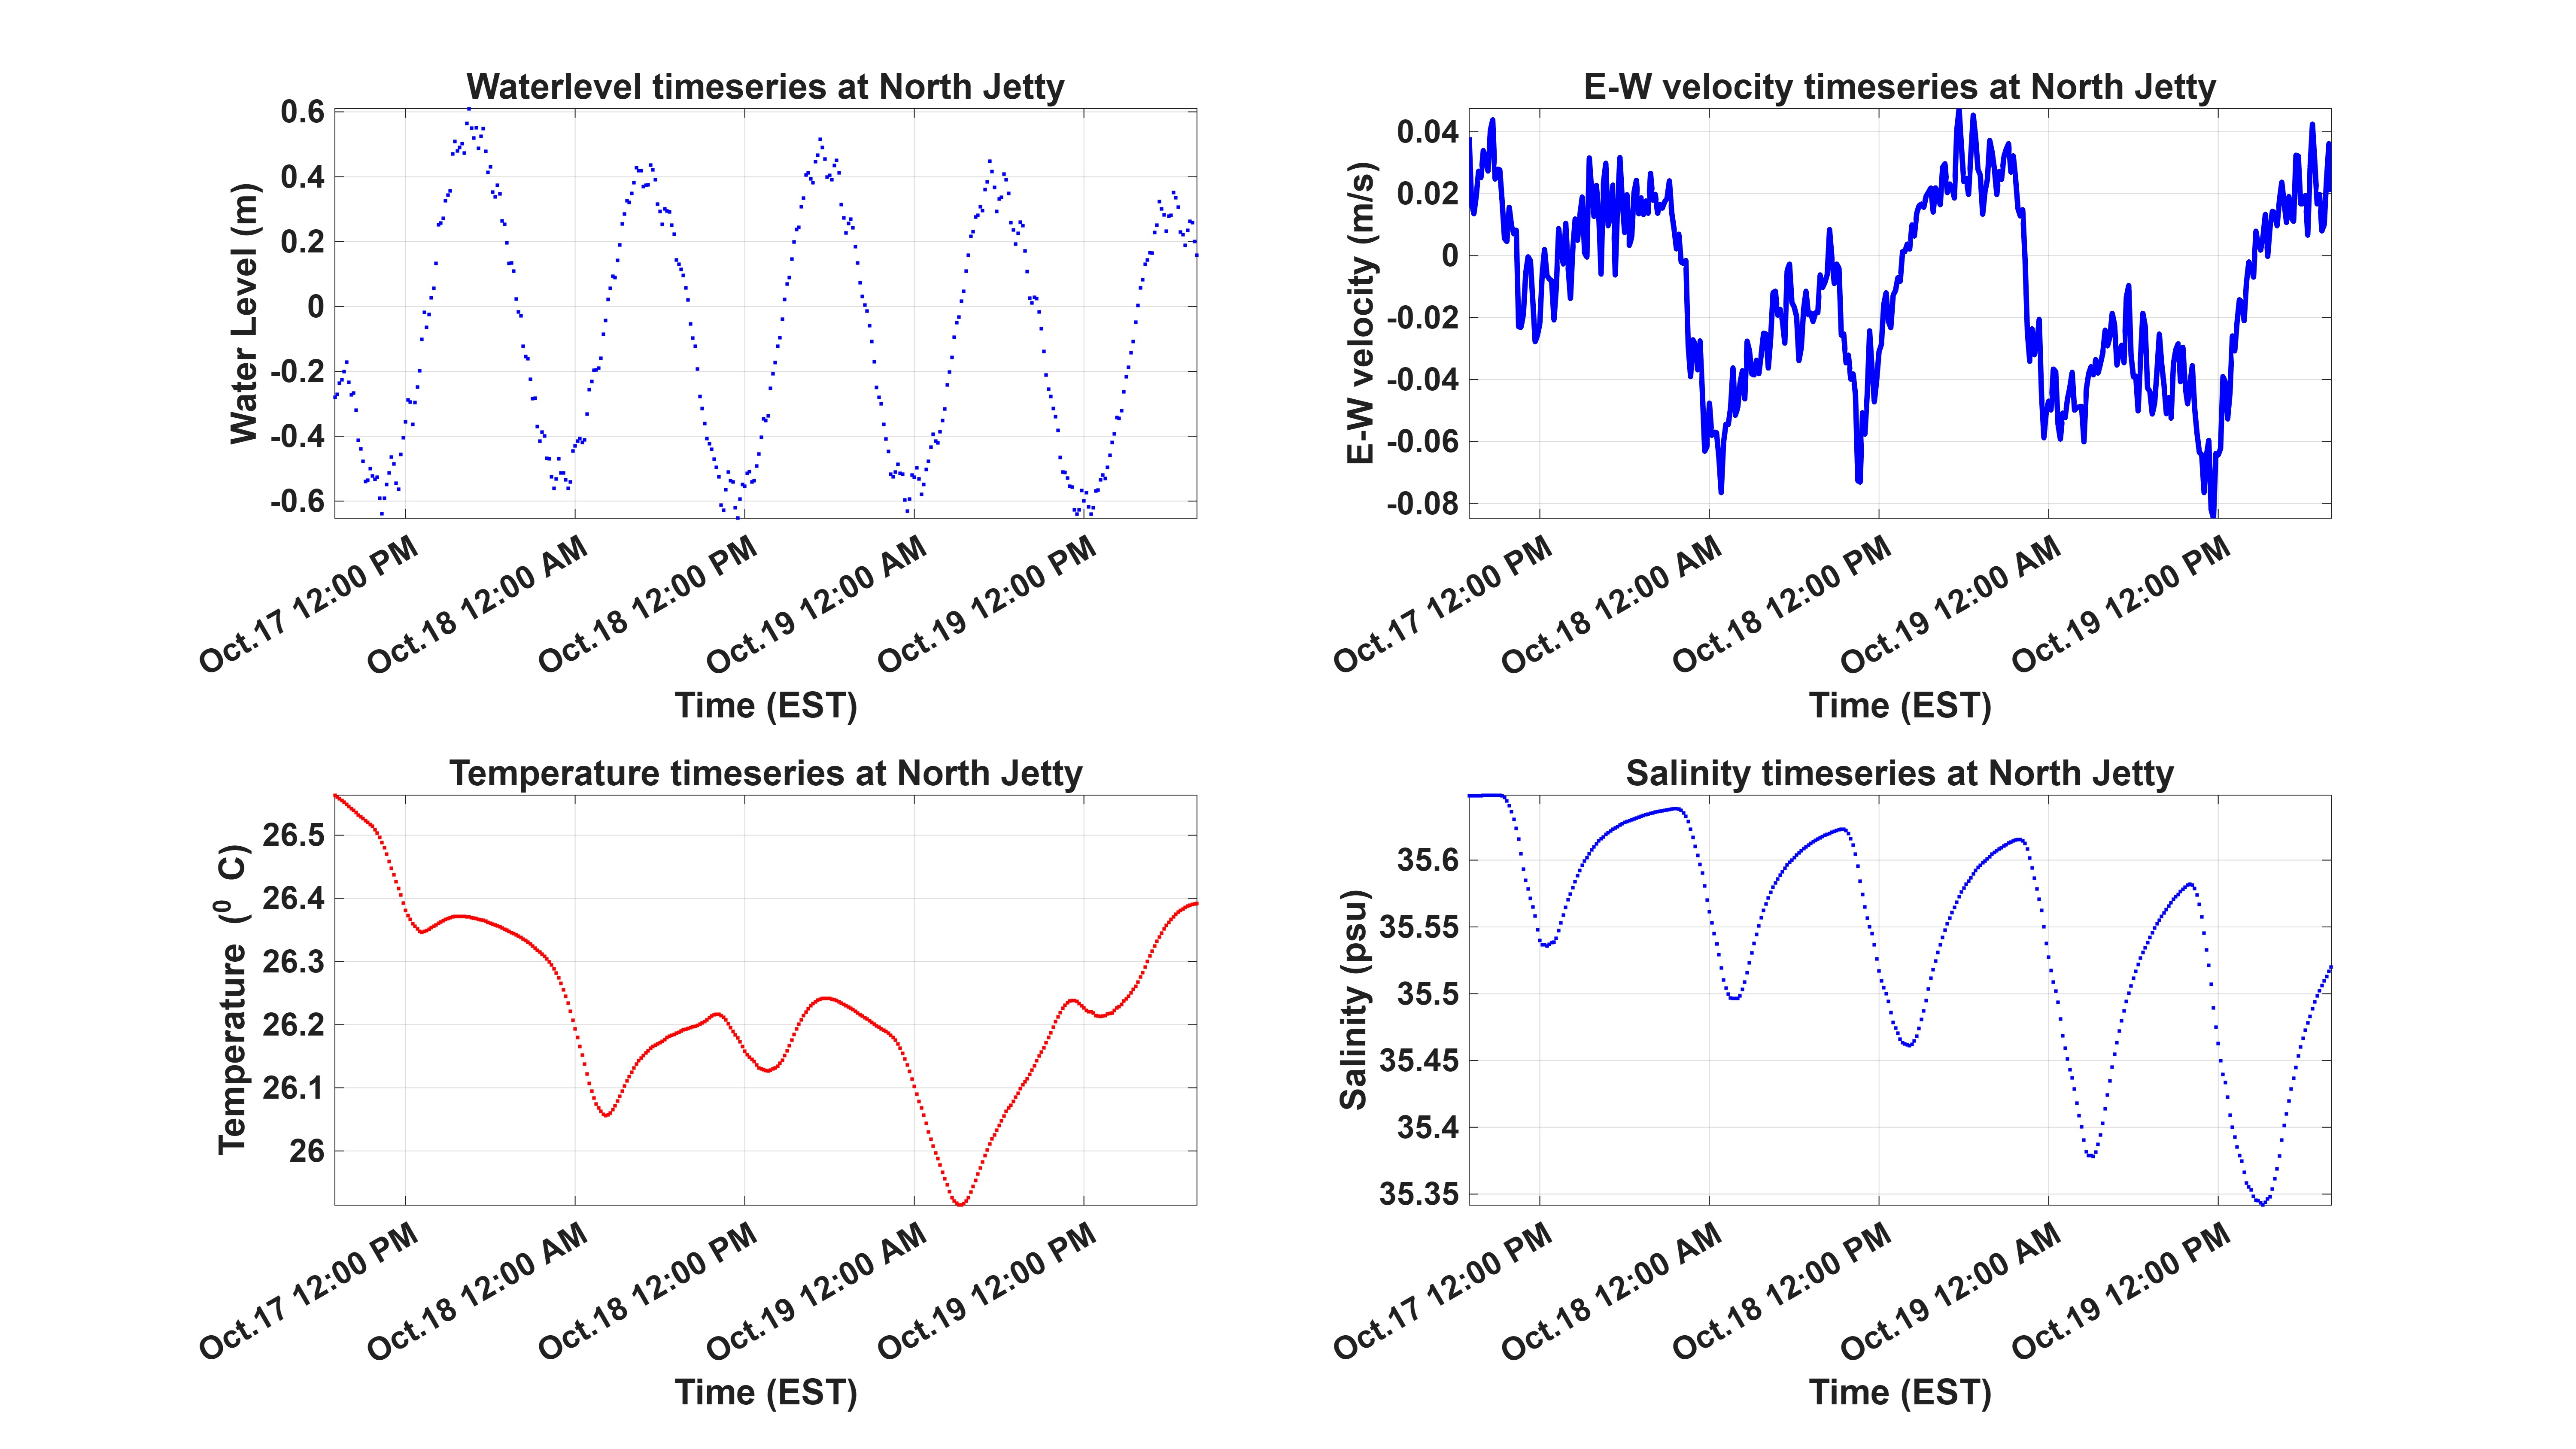 Waterlevel timeseries at North Jetty
Water Level (m)
0.6
0.4
0.2
0
-0.2
-0.4
-0.6
Oct.17 12:00 PM
Oct.18 12:00 AM
Oct.18 12:00 PM
Oct.19 12:00 AM
Oct.19 12:00 PM
Time (EST)
E-W velocity timeseries at North Jetty
E-W velocity (m/s)
0.04
0.02
0
-0.02
-0.04
-0.06
-0.08
Oct.17 12:00 PM
Oct.18 12:00 AM
Oct.18 12:00 PM
Oct.19 12:00 AM
Oct.19 12:00 PM
Time (EST)
Temperature timeseries at North Jetty
Temperature (⁰ C)
26.5
26.4
26.3
26.2
26.1
26
Oct.17 12:00 PM
Oct.18 12:00 AM
Oct.18 12:00 PM
Oct.19 12:00 AM
Oct.19 12:00 PM
Time (EST)
Salinity timeseries at North Jetty
Salinity (psu)
35.6
35.55
35.5
35.45
35.4
35.35
Oct.17 12:00 PM
Oct.18 12:00 AM
Oct.18 12:00 PM
Oct.19 12:00 AM
Oct.19 12:00 PM
Time (EST)